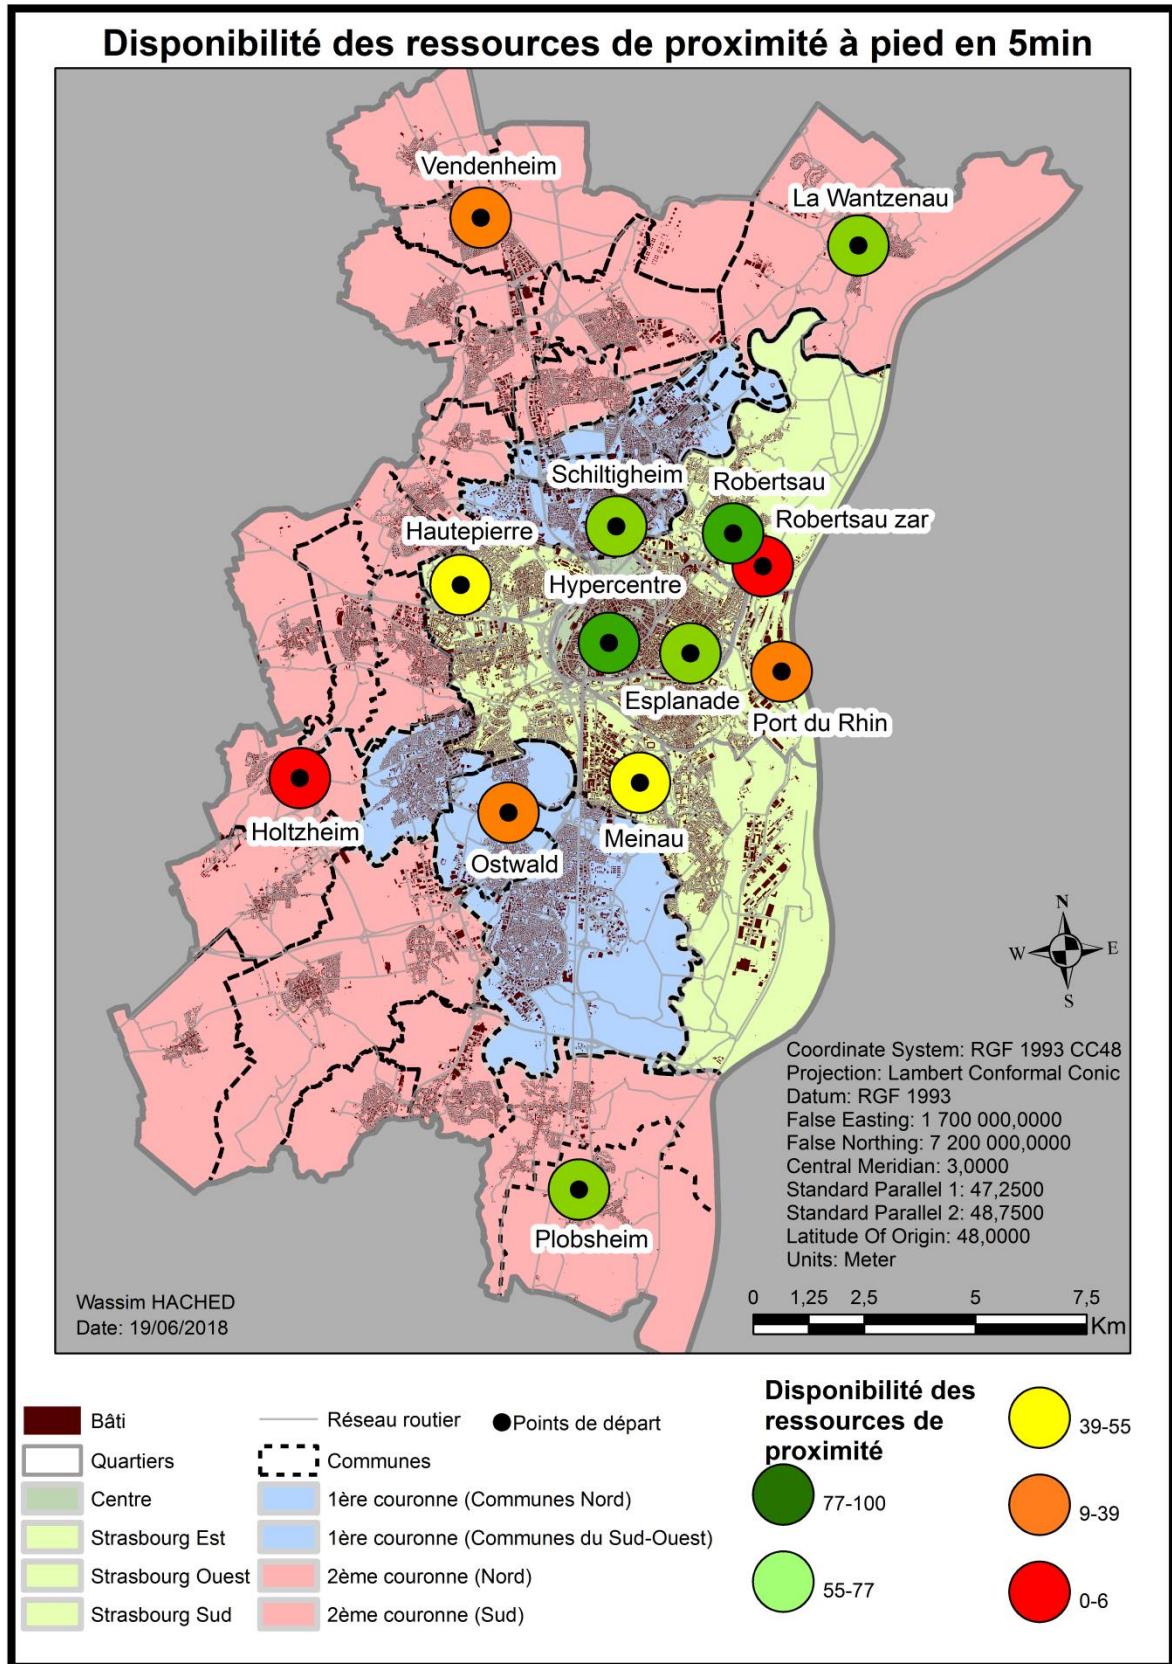 Disponibilité des ressources de proximité à pied en 5min
Vendenheim
La Wantzenau
Schiltigheim
Robertsau
Robertsau zar
Hautepierre
Hypercentre
Esplanade
Port du Rhin
Holtzheim
Ostwald
Meinau
Plobsheim
N
W
E
S
Coordinate System: RGF 1993 CC48
Projection: Lambert Conformal Conic
Datum: RGF 1993
False Easting: 1 700 000,0000
False Northing: 7 200 000,0000
Central Meridian: 3,0000
Standard Parallel 1: 47,2500
Standard Parallel 2: 48,7500
Latitude Of Origin: 48,0000
Units: Meter
Wassim HACHED
Date: 19/06/2018
0 1,25 2,5 5 7,5
Km
Bâti
Quartiers
Centre
Strasbourg Est
Strasbourg Ouest
Strasbourg Sud
Réseau routier
Communes
1ère couronne (Communes Nord)
1ère couronne (Communes du Sud-Ouest)
2ème couronne (Nord)
2ème couronne (Sud)
Points de départ
Disponibilité des
ressources de
proximité
77-100
55-77
39-55
9-39
0-6